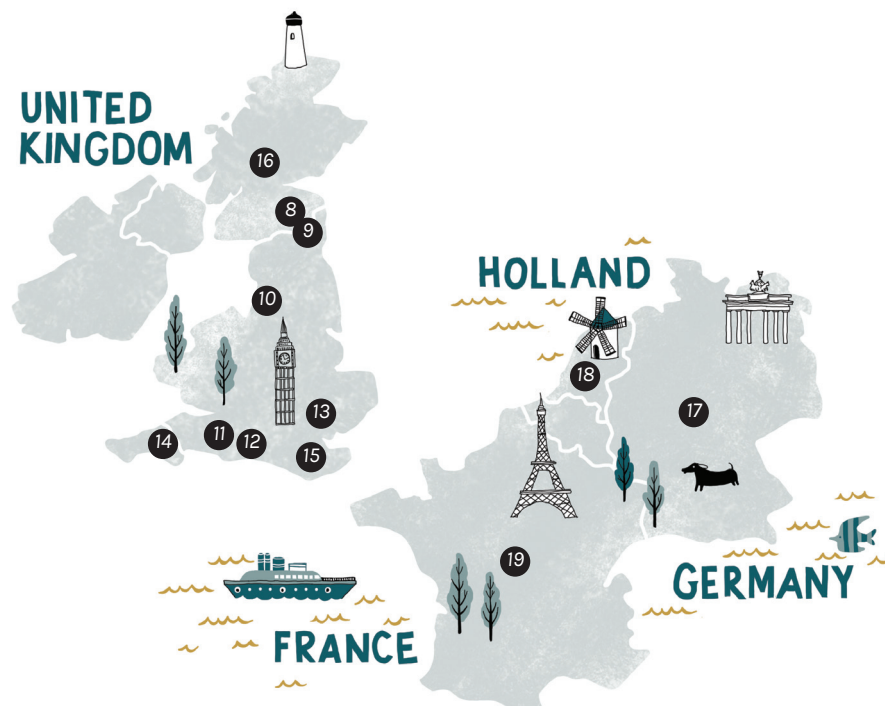 UNITED
KINGDOM
16
8
9
HOLLAND
10
18
13
17
11
12
14
15
19
GERMANY
FRANCE